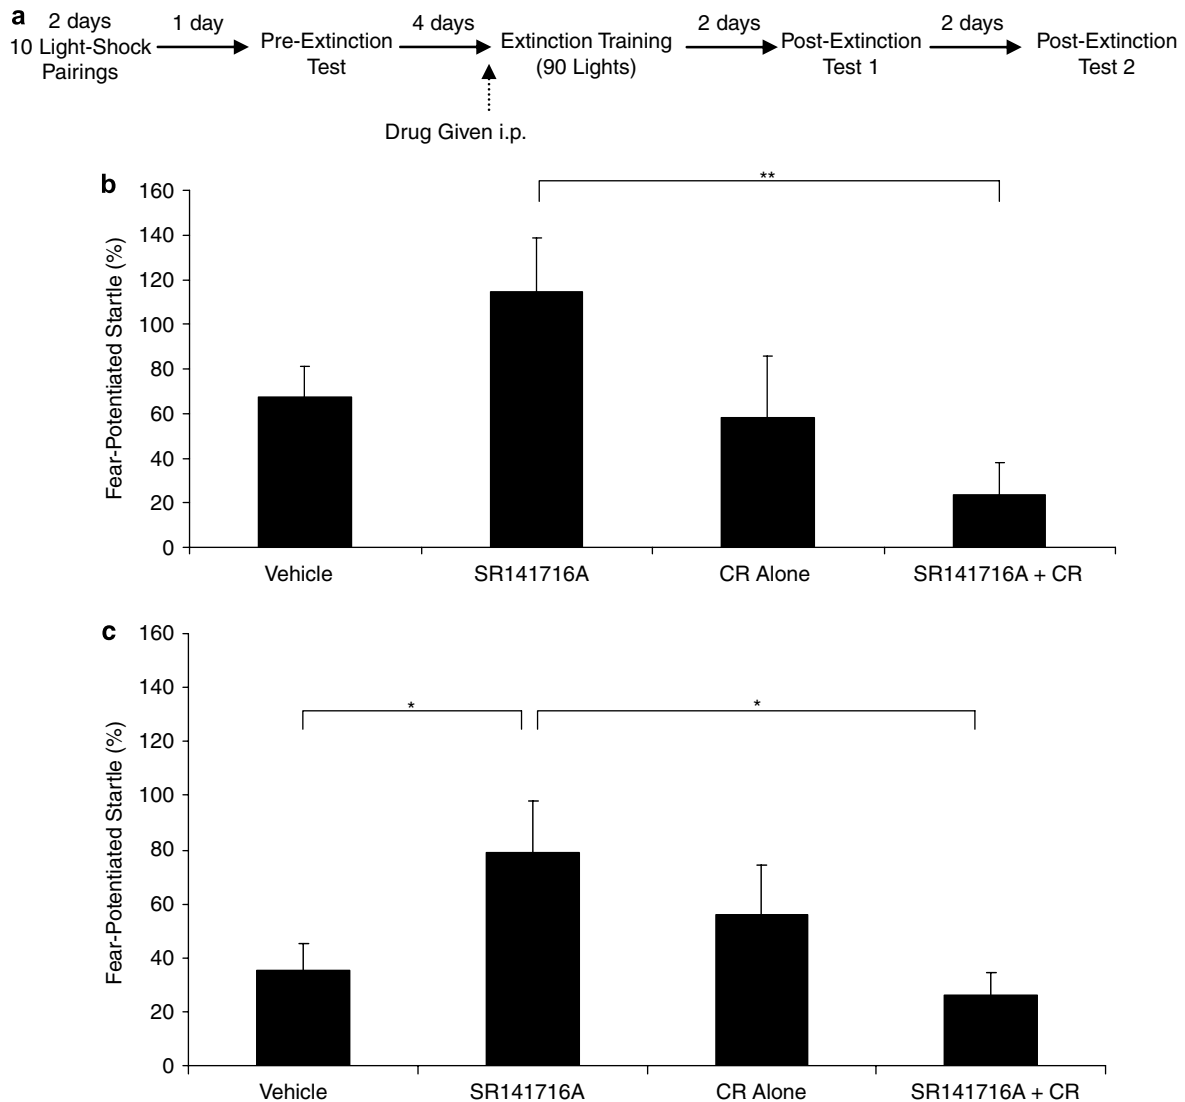 a
2 days
1 day
4 days
2 days
2 days
10 Light-Shock
Pairings
Pre-Extinction
Test
Extinction Training
(90 Lights)
Post-Extinction
Test 1
Post-Extinction
Test 2
Drug Given i.p.
b
Fear-Potentiated Startle (%)
160
140
120
100
80
60
40
20
0
**
Vehicle
SR141716A
CR Alone
SR141716A + CR
c
Fear-Potentiated Startle (%)
160
140
120
100
80
60
40
20
0
*
*
Vehicle
SR141716A
CR Alone
SR141716A + CR